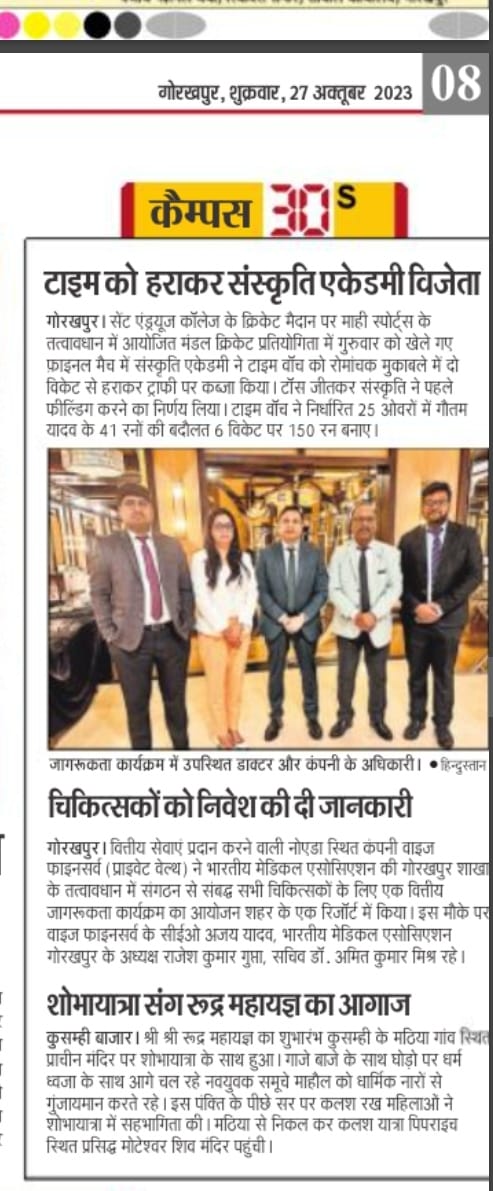 गोरखपुर, शुक्रवार, 27 अक्तूबर 2023 08
कैम्पस 30 S
टाइम को हराकर संस्कृति एकेडमी विजेता
गोरखपुर। सेंट एंड्रयूज कॉलेज के क्रिकेट मैदान पर माही स्पोर्ट्स के
तत्वावधान में आयोजित मंडल क्रिकेट प्रतियोगिता में गुरुवार को खेले गए
फ़ाइनल मैच में संस्कृति एकेडमी ने टाइम वॉच को रोमांचक मुकाबले में दो
विकेट से हराकर ट्राफी पर कब्जा किया। टॉस जीतकर संस्कृति ने पहले
फील्डिंग करने का निर्णय लिया। टाइम वॉच ने निर्धारित 25 ओवरों में गौतम
यादव के 41 रनों की बदौलत 6 विकेट पर 150 रन बनाए।
जागरूकता कार्यक्रम में उपस्थित डाक्टर और कंपनी के अधिकारी। ● हिन्दुस्तान
चिकित्सकों को निवेश की दी जानकारी
गोरखपुर। वित्तीय सेवाएं प्रदान करने वाली नोएडा स्थित कंपनी वाइज
फाइनसर्व (प्राइवेट वेल्थ) ने भारतीय मेडिकल एसोसिएशन की गोरखपुर शाखा
के तत्वावधान में संगठन से संबद्ध सभी चिकित्सकों के लिए एक वित्तीय
जागरूकता कार्यक्रम का आयोजन शहर के एक रिजॉर्ट में किया। इस मौके पर
वाइज फाइनसर्व के सीईओ अजय यादव, भारतीय मेडिकल एसोसिएशन
गोरखपुर के अध्यक्ष राजेश कुमार गुप्ता, सचिव डॉ. अमित कुमार मिश्र रहे।
शोभायात्रा संग रूद्र महायज्ञ का आगाज
कुसम्ही बाजार। श्री श्री रूद्र महायज्ञ का शुभारंभ कुसम्ही के मठिया गांव स्थित
प्राचीन मंदिर पर शोभायात्रा के साथ हुआ। गाजे बाजे के साथ घोड़ो पर धर्म
ध्वजा के साथ आगे चल रहे नवयुवक समूचे माहौल को धार्मिक नारों से
गुंजायमान करते रहे। इस पंक्ति के पीछे सर पर कलश रख महिलाओं ने
शोभायात्रा में सहभागिता की। मठिया से निकल कर कलश यात्रा पिपराइच
स्थित प्रसिद्ध मोटेश्वर शिव मंदिर पहुंची।